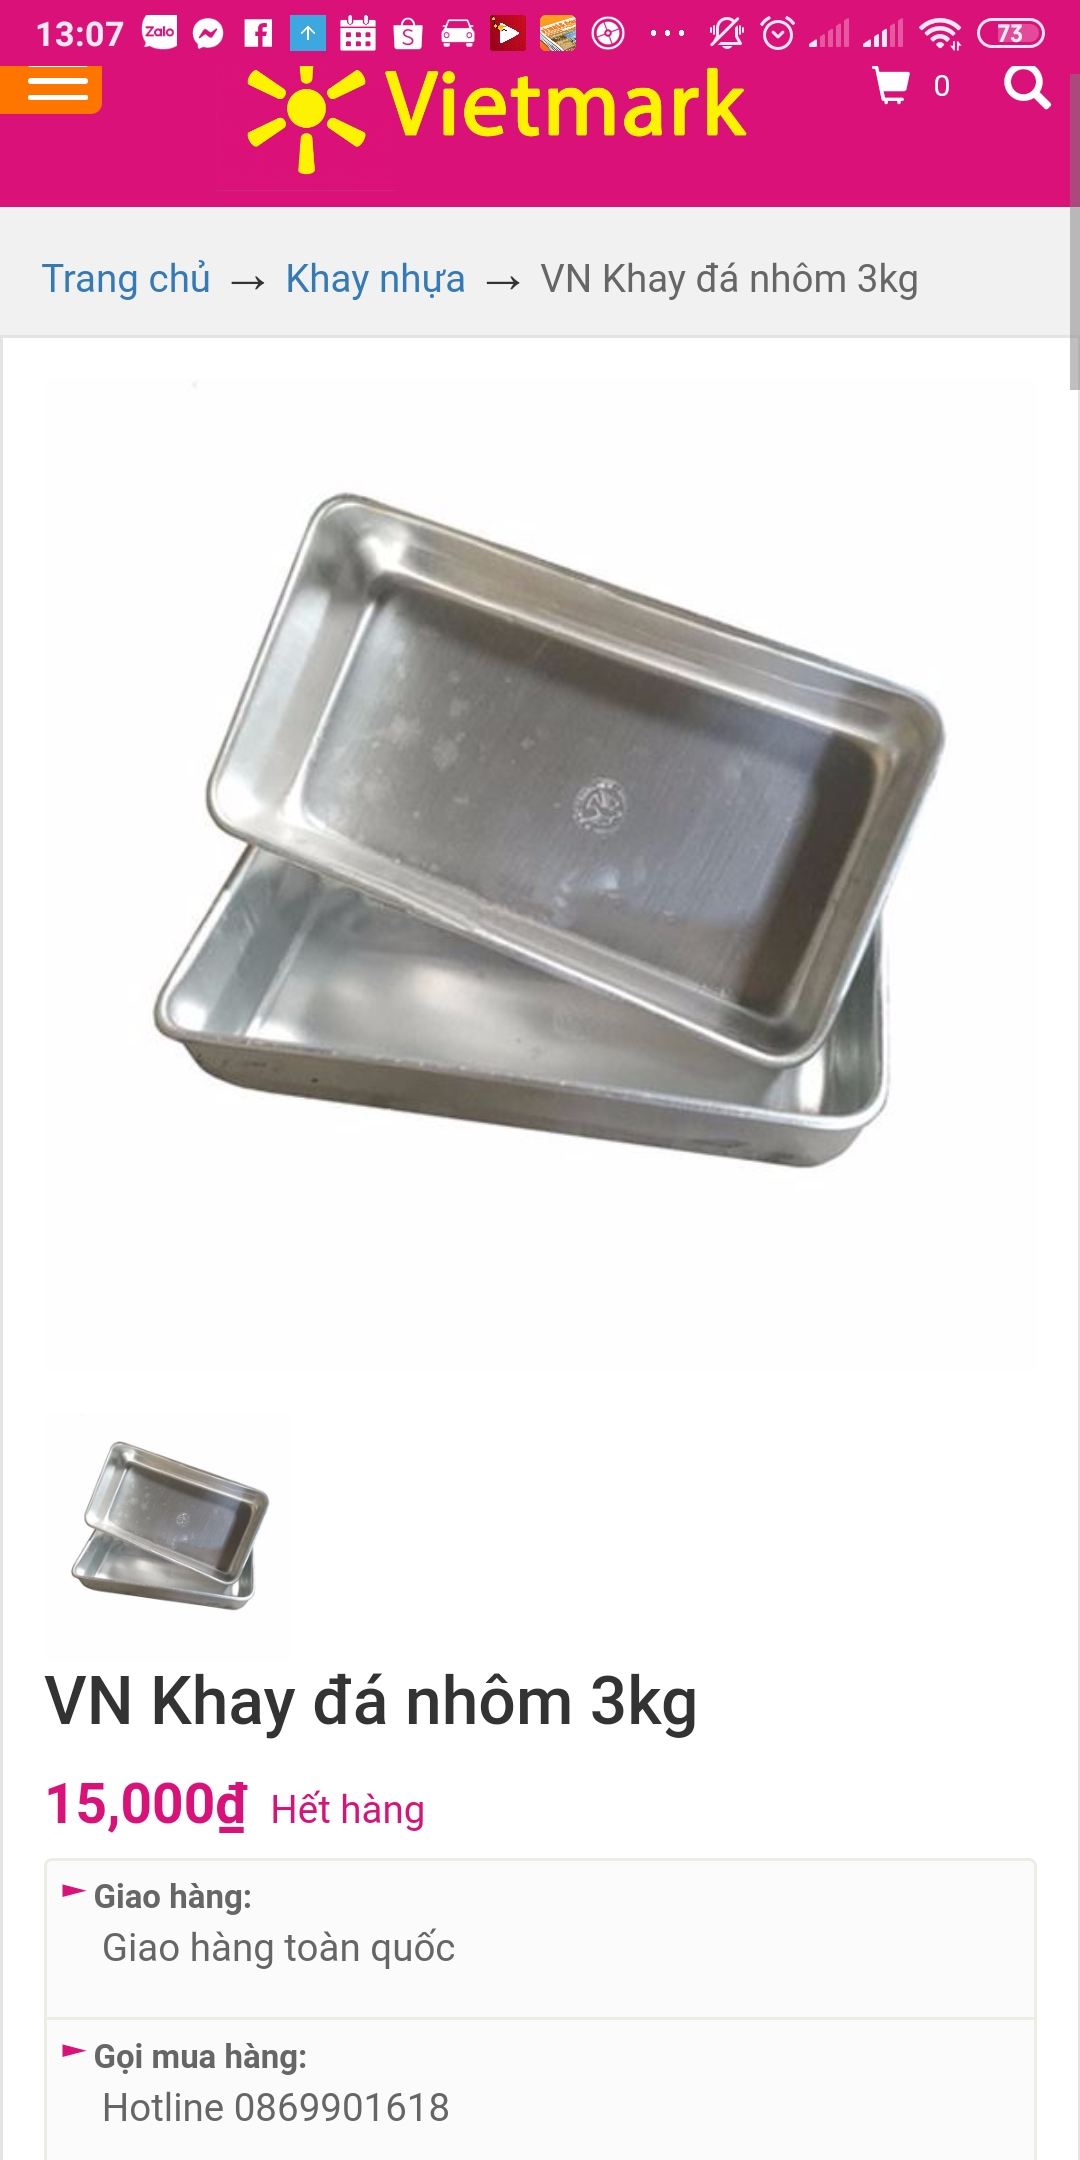 13:07 Zalo 73
Vietmark 0
Trang chủ → Khay nhựa → VN Khay đá nhôm 3kg
VN Khay đá nhôm 3kg
15,000₫ Hết hàng
Giao hàng:
Giao hàng toàn quốc
Gọi mua hàng:
Hotline 0869901618